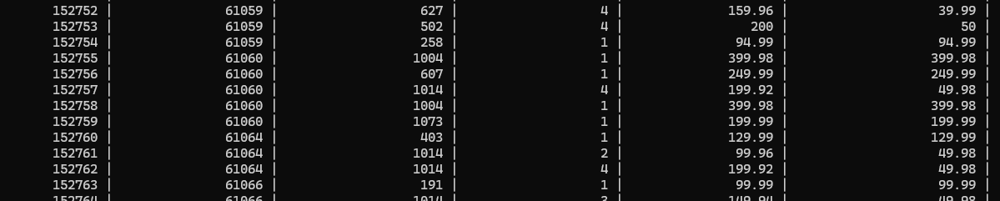 152752 | 61059 | 627 | 4 | 159.96 | 39.99 |
152753 | 61059 | 502 | 4 | 200 | 50 |
152754 | 61059 | 258 | 1 | 94.99 | 94.99 |
152755 | 61060 | 1004 | 1 | 399.98 | 399.98 |
152756 | 61060 | 607 | 1 | 249.99 | 249.99 |
152757 | 61060 | 1014 | 4 | 199.92 | 49.98 |
152758 | 61060 | 1004 | 1 | 399.98 | 399.98 |
152759 | 61060 | 1073 | 1 | 199.99 | 199.99 |
152760 | 61064 | 403 | 1 | 129.99 | 129.99 |
152761 | 61064 | 1014 | 2 | 99.96 | 49.98 |
152762 | 61064 | 1014 | 4 | 199.92 | 49.98 |
152763 | 61066 | 191 | 1 | 99.99 | 99.99 |
152764 | 61066 | 1014 | 3 | 149.94 | 49.98 |